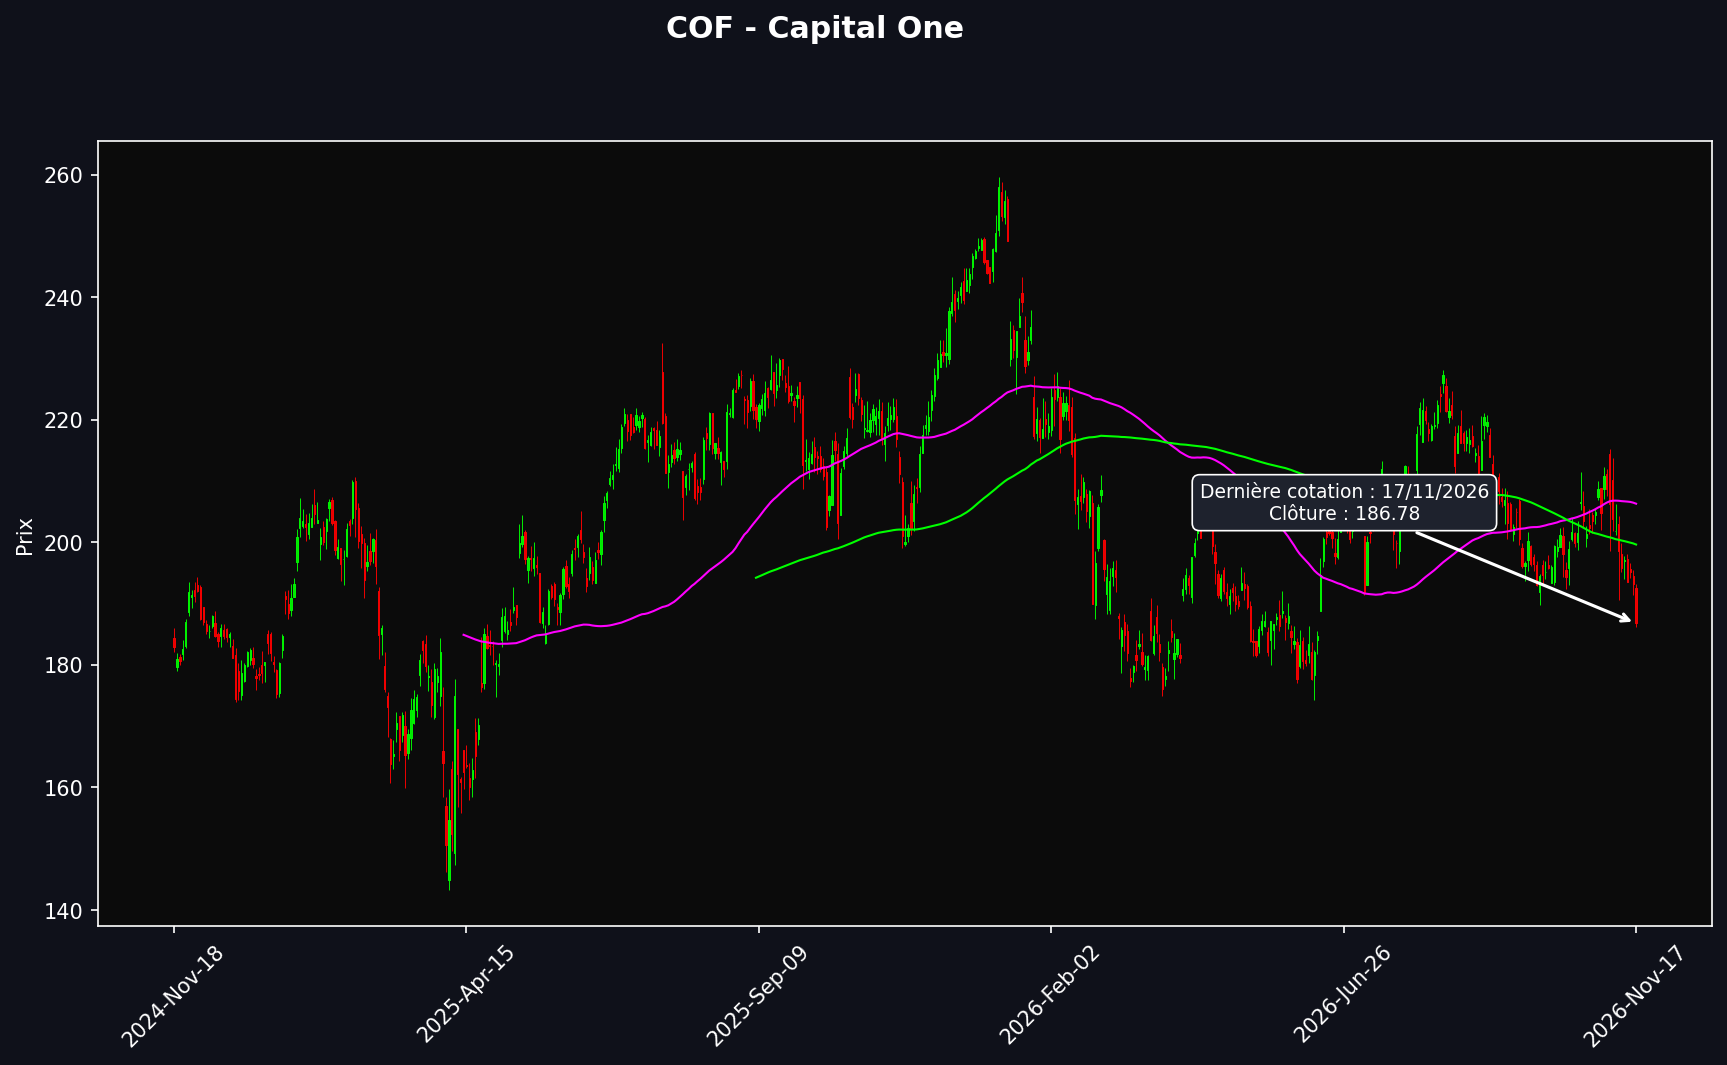 COF - Capital One
Prix
260
240
220
200
180
160
140
Dernière cotation : 17/11/2026
Clôture : 186.78
2024-Nov-18
2025-Apr-15
2025-Sep-09
2026-Feb-02
2026-Jun-26
2026-Nov-17